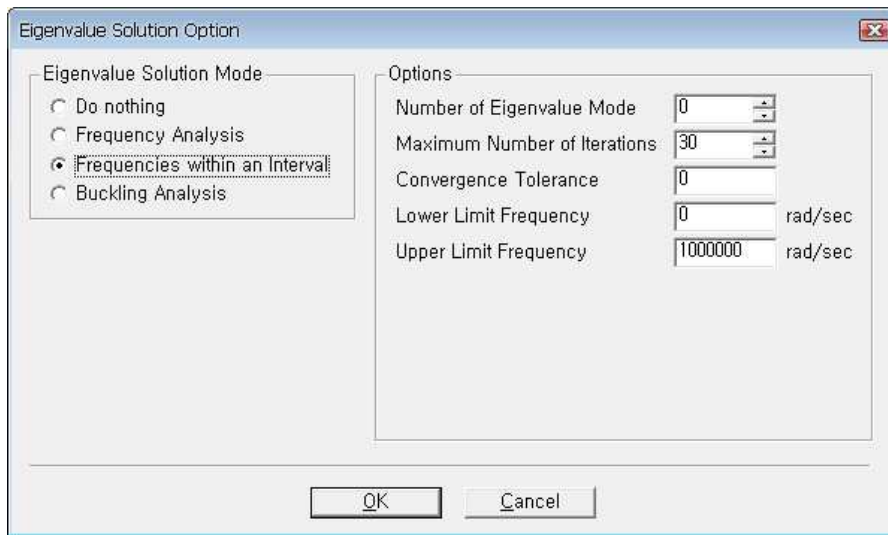 Eigenvalue Solution Option
Eigenvalue Solution Mode
Do nothing
Frequency Analysis
Frequencies within an Interval
Buckling Analysis
Options
Number of Eigenvalue Mode 0
Maximum Number of Iterations 30
Convergence Tolerance 0
Lower Limit Frequency 0 rad/sec
Upper Limit Frequency 1000000 rad/sec
OK Cancel